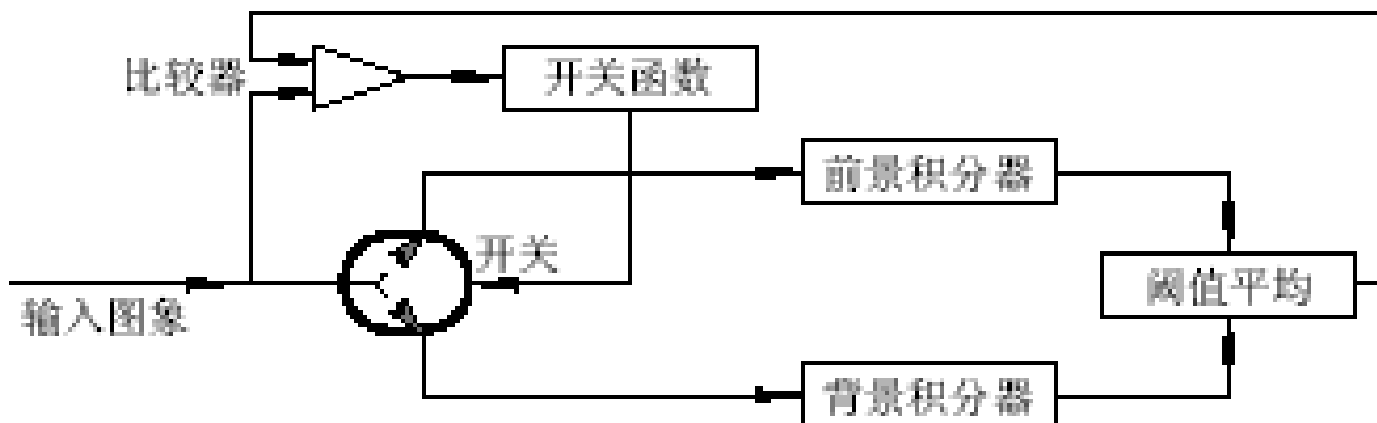 比较器
开关函数
前景积分器
开关
阈值平均
输入图象
背景积分器